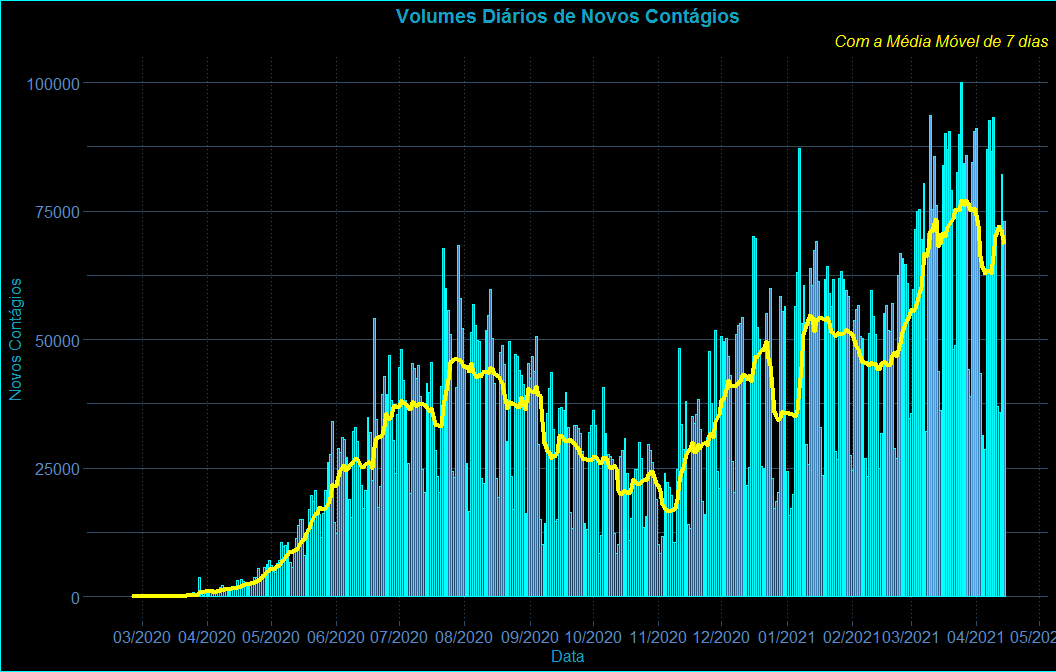 Volumes Diários de Novos Contágios
Com a Média Móvel de 7 dias
100000
75000
50000
25000
0
Novos Contágios
03/2020 04/2020 05/2020 06/2020 07/2020 08/2020 09/2020 10/2020 11/2020 12/2020 01/2021 02/2021 03/2021 04/2021 05/202
Data